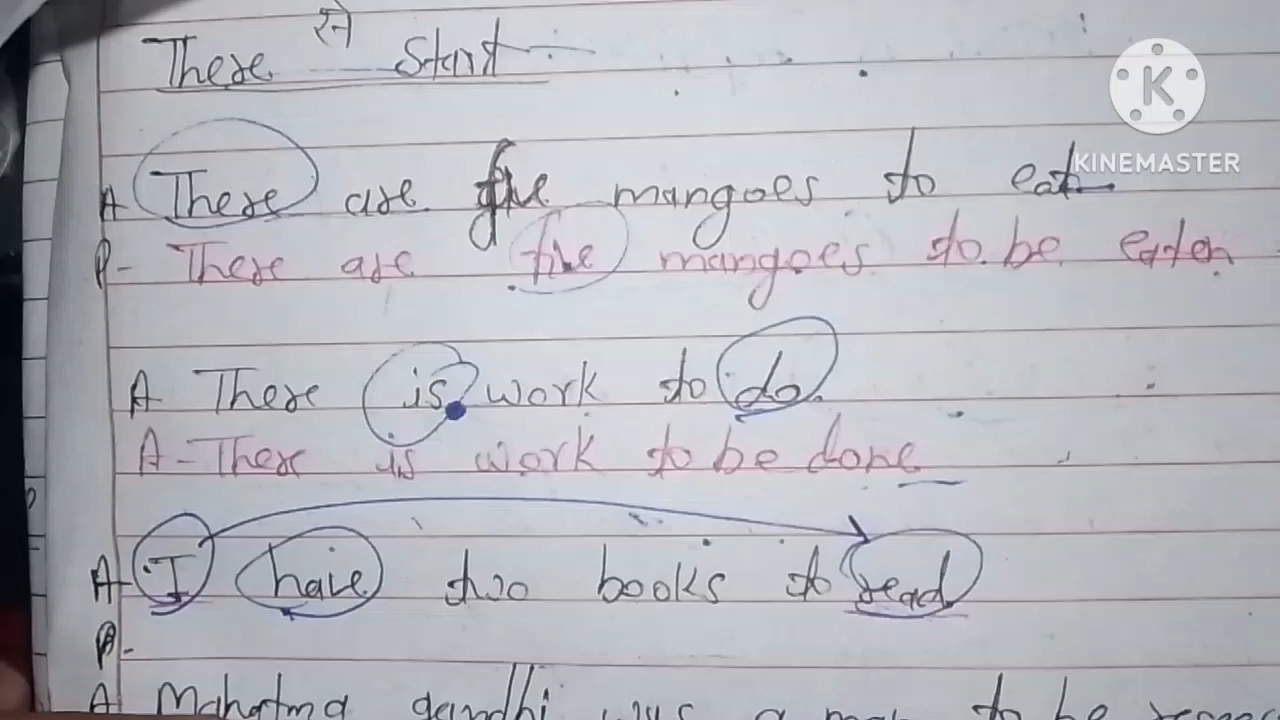 There से Start
A There are five mangoes to eat
P- There are five mangoes to be eaten
A There is work to do.
A- There is work to be done
A- I have two books to read
P-
A Mahatma gandhi was a man to be
K
KINEMASTER